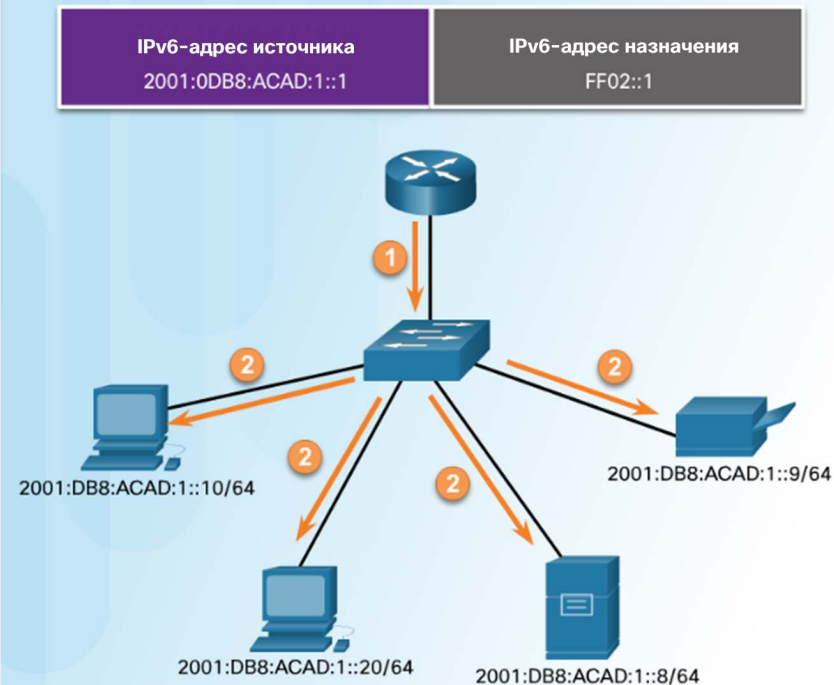 IPv6-адрес источника
2001:0DB8:ACAD:1::1
IPv6-адрес назначения
FF02::1
1
2
2
2
2
2001:DB8:ACAD:1::10/64
2001:DB8:ACAD:1::9/64
2001:DB8:ACAD:1::20/64
2001:DB8:ACAD:1::8/64